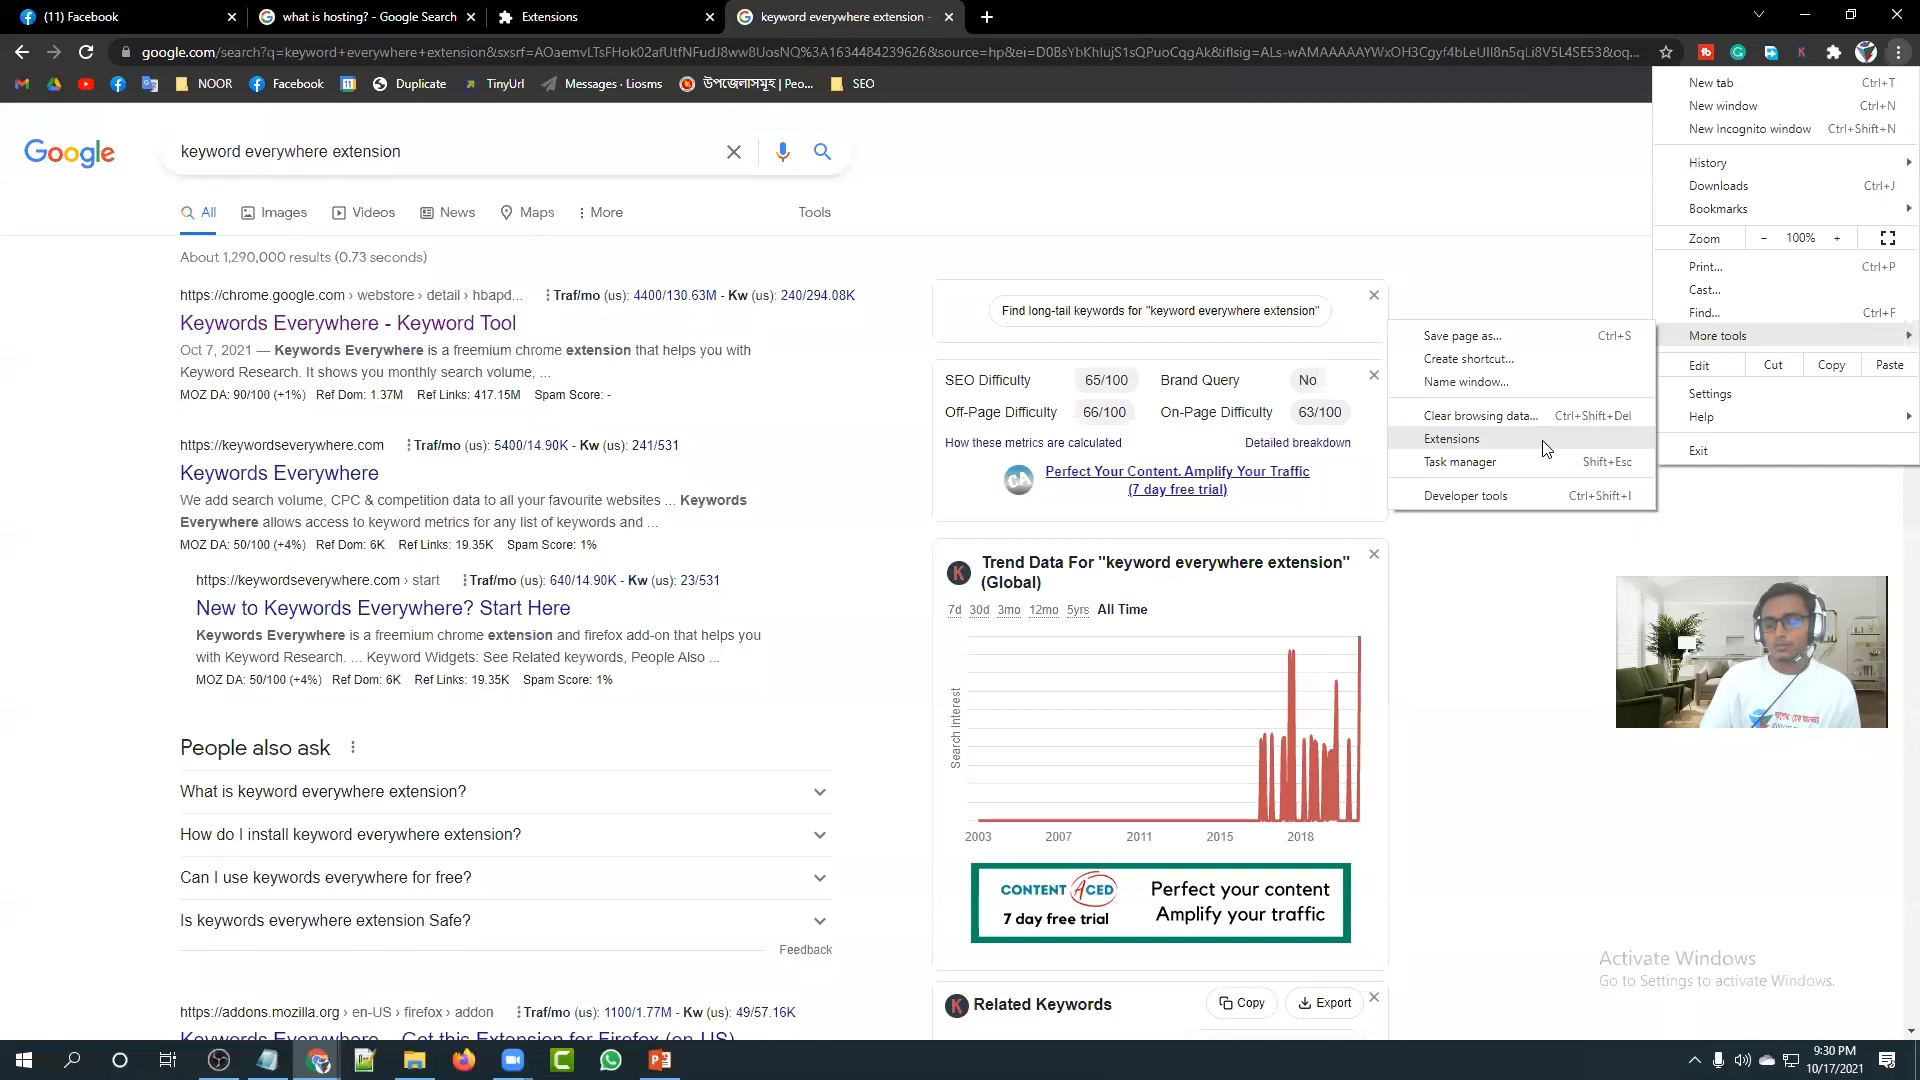 (1) Facebook
what is hosting? - Google Search
Extensions
keyword everywhere extension -
google.com/search?q=keyword+everywhere+extension&sxsrf=AOaemvLTsFHok02afUtfNFudJ8ww8UosNQ%3A1634484239626&source=hp&ei=D0BsYbKhIujS1sQPuoCqgAk&iflsig=ALs-wAMAAAAAYWxOH3Cgyf4bLeUIl8n5qLi8V5L4SE53&oq...
NOOR
Facebook
Duplicate
TinyUrl
Messages · Liosms
উপজেলাসমূহ | Peo...
SEO
New tab Ctrl+T
New window Ctrl+N
New Incognito window Ctrl+Shift+N
History
Downloads Ctrl+J
Bookmarks
Zoom - 100% +
Print... Ctrl+P
Cast...
Find... Ctrl+F
More tools
Edit Cut Copy Paste
Settings
Help
Exit
Save page as... Ctrl+S
Create shortcut...
Name window...
Clear browsing data... Ctrl+Shift+Del
Extensions
Task manager Shift+Esc
Developer tools Ctrl+Shift+I
Google
keyword everywhere extension
All Images Videos News Maps More Tools
About 1,290,000 results (0.73 seconds)
https://chrome.google.com › webstore › detail › hbapd... Traf/mo (us): 4400/130.63M - Kw (us): 240/294.08K
Keywords Everywhere - Keyword Tool
Oct 7, 2021 — Keywords Everywhere is a freemium chrome extension that helps you with
Keyword Research. It shows you monthly search volume, ...
MOZ DA: 90/100 (+1%) Ref Dom: 1.37M Ref Links: 417.15M Spam Score: -
https://keywordseverywhere.com Traf/mo (us): 5400/14.90K - Kw (us): 241/531
Keywords Everywhere
We add search volume, CPC & competition data to all your favourite websites ... Keywords
Everywhere allows access to keyword metrics for any list of keywords and ...
MOZ DA: 50/100 (+4%) Ref Dom: 6K Ref Links: 19.35K Spam Score: 1%
https://keywordseverywhere.com › start Traf/mo (us): 640/14.90K - Kw (us): 23/531
New to Keywords Everywhere? Start Here
Keywords Everywhere is a freemium chrome extension and firefox add-on that helps you
with Keyword Research. ... Keyword Widgets: See Related keywords, People Also ...
MOZ DA: 50/100 (+4%) Ref Dom: 6K Ref Links: 19.35K Spam Score: 1%
People also ask
What is keyword everywhere extension?
How do I install keyword everywhere extension?
Can I use keywords everywhere for free?
Is keywords everywhere extension Safe?
Feedback
https://addons.mozilla.org › en-US › firefox › addon Traf/mo (us): 1100/1.77M - Kw (us): 49/57.16K
Keywords Everywhere – Get this Extension for Firefox (en-US)
Find long-tail keywords for "keyword everywhere extension"
SEO Difficulty 65/100 Brand Query No
Off-Page Difficulty 66/100 On-Page Difficulty 63/100
How these metrics are calculated Detailed breakdown
CA
Perfect Your Content. Amplify Your Traffic
(7 day free trial)
K
Trend Data For "keyword everywhere extension"
(Global)
7d 30d 3mo 12mo 5yrs All Time
Search Interest
2003 2007 2011 2015 2018
CONTENT ACED
7 day free trial
Perfect your content
Amplify your traffic
K Related Keywords Copy Export
Activate Windows
Go to Settings to activate Windows.
9:30 PM
10/17/2021